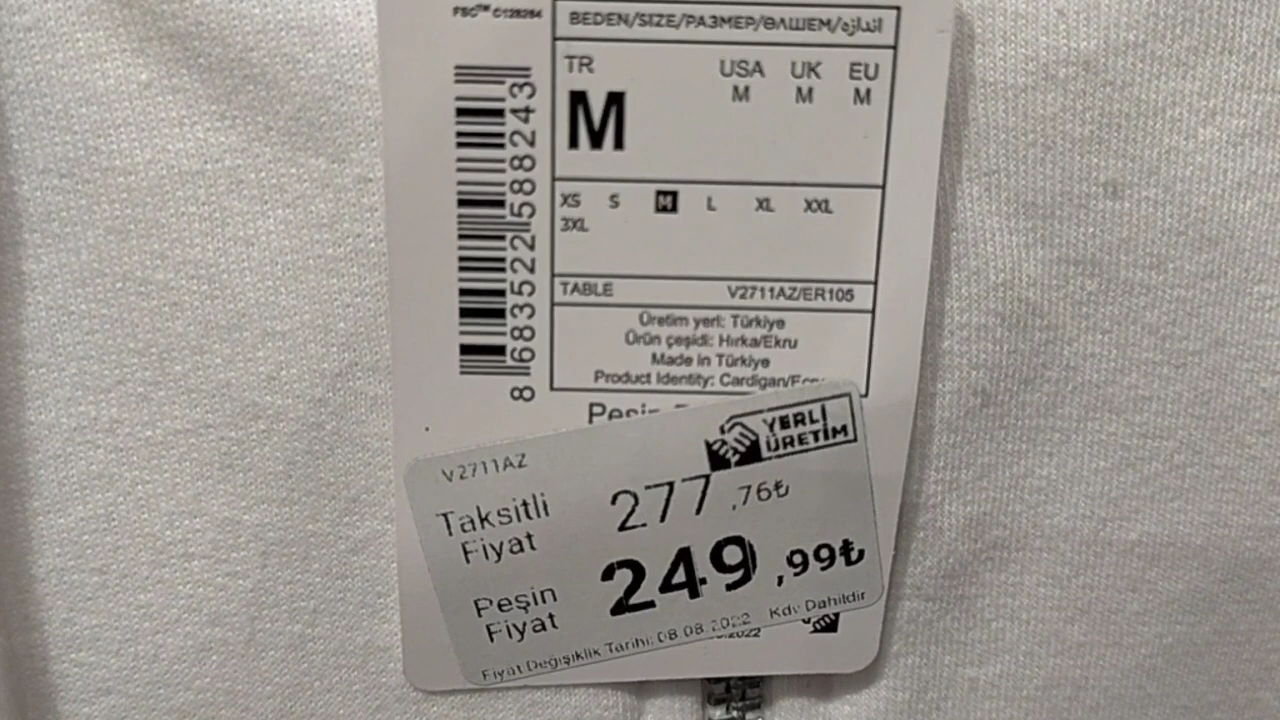 FSC™ C128284
BEDEN/SIZE/РАЗМЕР/ӨЛШЕМ/اندازه
TR USA UK EU
M M M M
XS S M L XL XXL
3XL
TABLE V2711AZ/ER105
Üretim yeri: Türkiye
Ürün çeşidi: Hırka/Ekru
Made in Türkiye
Product Identity: Cardigan/
8 683522 588243
Peşin
YERLİ
ÜRETİM
V2711AZ
Taksitli
Fiyat
277,76₺
Peşin
Fiyat
249,99₺
Fiyat Değişiklik Tarihi: 08.08.2022 Kdv Dahildir